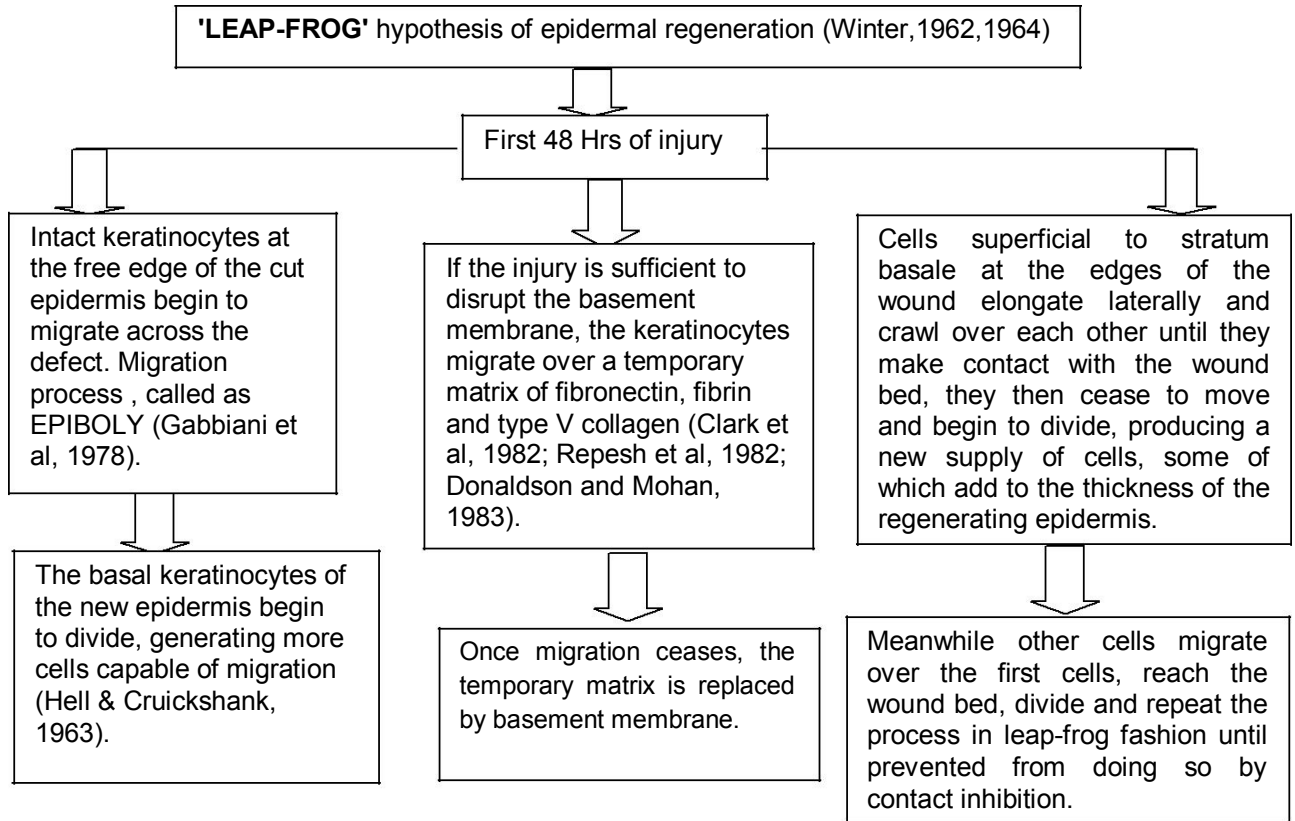 'LEAP-FROG' hypothesis of epidermal regeneration (Winter,1962,1964)
First 48 Hrs of injury
Intact keratinocytes at
the free edge of the cut
epidermis begin to
migrate across the
defect. Migration
process , called as
EPIBOLY (Gabbiani et
al, 1978).
The basal keratinocytes of
the new epidermis begin
to divide, generating more
cells capable of migration
(Hell & Cruickshank,
1963).
If the injury is sufficient to
disrupt the basement
membrane, the keratinocytes
migrate over a temporary
matrix of fibronectin, fibrin
and type V collagen (Clark et
al, 1982; Repesh et al, 1982;
Donaldson and Mohan,
1983).
Once migration ceases, the
temporary matrix is replaced
by basement membrane.
Cells superficial to stratum
basale at the edges of the
wound elongate laterally and
crawl over each other until they
make contact with the wound
bed, they then cease to move
and begin to divide, producing a
new supply of cells, some of
which add to the thickness of the
regenerating epidermis.
Meanwhile other cells migrate
over the first cells, reach the
wound bed, divide and repeat the
process in leap-frog fashion until
prevented from doing so by
contact inhibition.